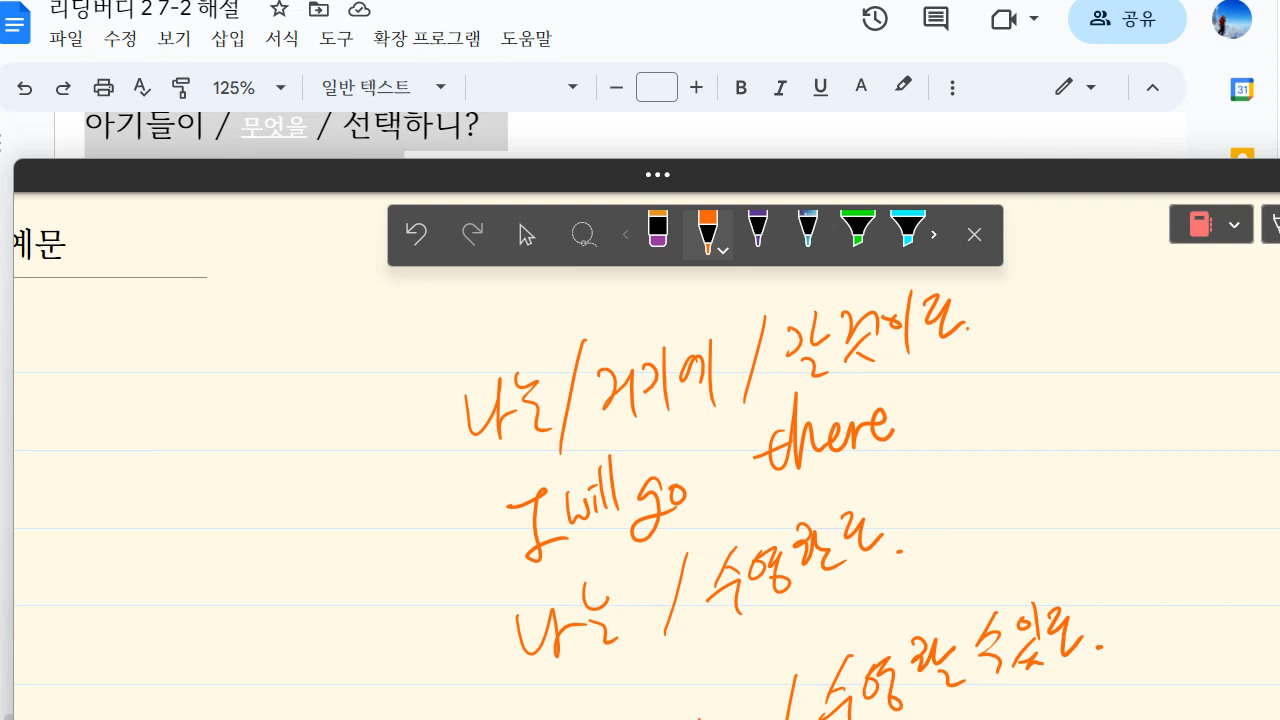 리딩버디 2 7-2 해설
파일 수정 보기 삽입 서식 도구 확장 프로그램 도움말
공유
125% 일반 텍스트 B I U A
31
아기들이 / 무엇을 / 선택하니?
예문
나는 / 거기에 / 갈 것이다.
I will go there
나는 / 수영한다.
/ 수영할 수 있다.